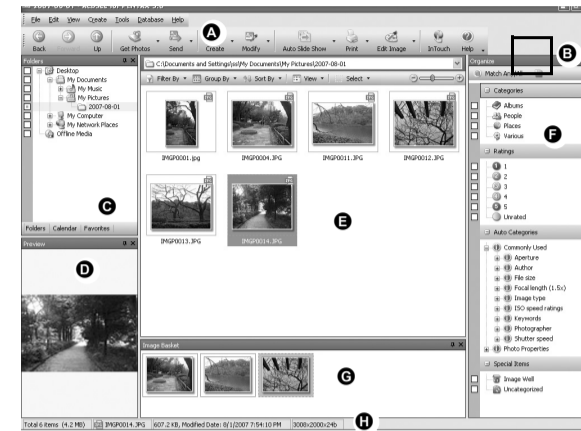 File Edit View Create Tools Database Help
A
Back Up Get Photos Send Create Modify Auto Slide Show Print Edit Image InTouch Help
B
Folders
C:\Documents and Settings\jsi\My Documents\My Pictures\2007-08-01
Organize
Filter By Group By Sort By View Select
Match Any
Desktop
My Documents
My Music
My Pictures
2007-08-01
My Computer
My Network Places
Offline Media
C
Folders Calendar Favorites
Preview
D
IMGP0001.jpg IMGP0004.JPG IMGP0011.JPG IMGP0012.JPG
IMGP0013.JPG IMGP0014.JPG
E
Image Basket
G
Categories
Albums
People
Places
Various
F
Ratings
1
2
3
4
5
Unrated
Auto Categories
Commonly Used
Aperture
Author
File size
Focal length (1.5x)
Image type
ISO speed ratings
Keywords
Photographer
Shutter speed
Photo Properties
Special Items
Image Well
Uncategorized
Total 6 items (4.2 MB) IMGP0014.JPG 607.2 KB, Modified Date: 8/1/2007 7:54:10 PM 3008x2000x24b
H